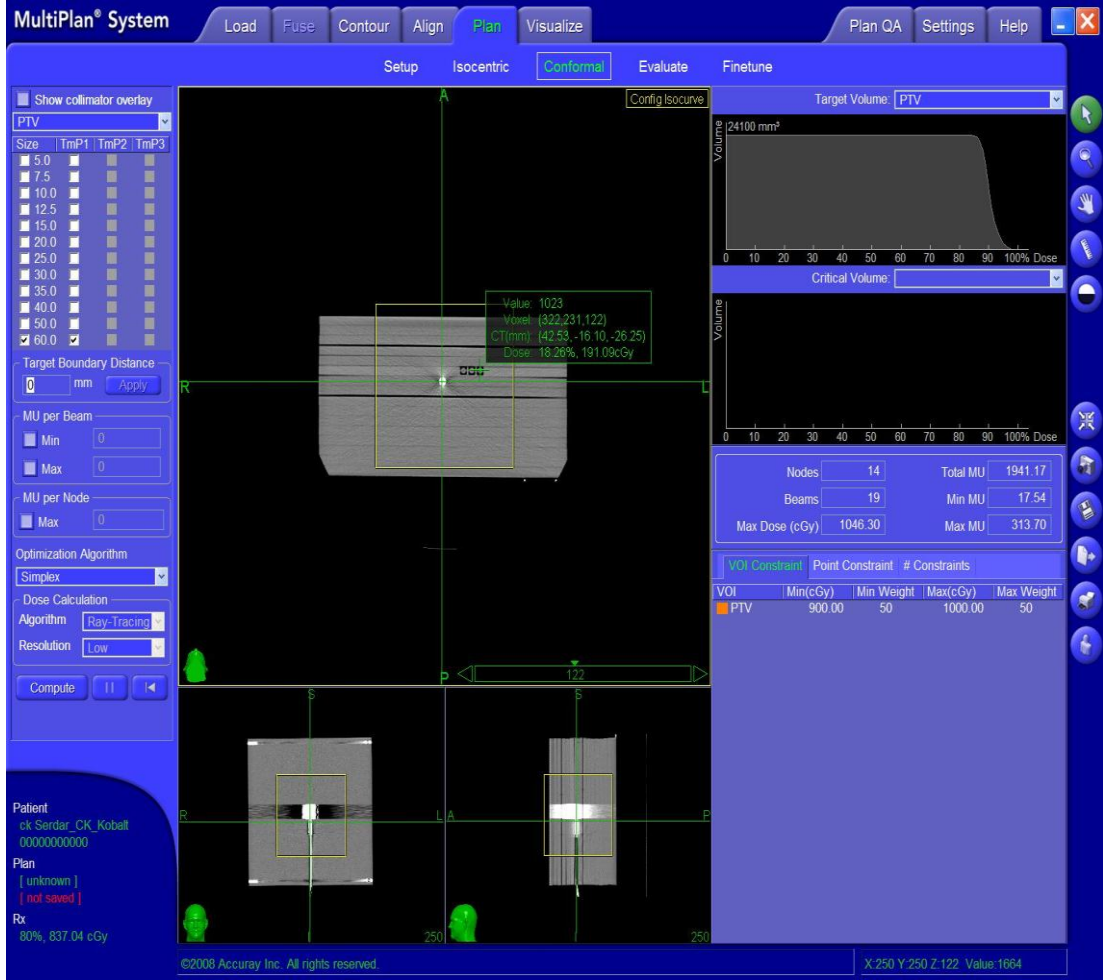 MultiPlan® System
Load Fuse Contour Align Plan Visualize Plan QA Settings Help
Setup Isocentric Conformal Evaluate Finetune
Show collimator overlay
PTV
Size TmP1 TmP2 TmP3
5.0
7.5
10.0
12.5
15.0
20.0
25.0
30.0
35.0
40.0
50.0
60.0
Target Boundary Distance
0 mm Apply
MU per Beam
Min 0
Max 0
MU per Node
Max 0
Optimization Algorithm
Simplex
Dose Calculation
Algorithm Ray-Tracing
Resolution Low
Compute
Patient
ck Serdar_CK_Kobalt
00000000000
Plan
[ unknown ]
[ not saved ]
Rx
80%, 837.04 cGy
A
Config Isocurve
Value: 1023
Voxel: (322,231,122)
CT(mm): (42.53, -16.10, -26.25)
Dose: 18.26%, 191.09cGy
R L
P
122
S
R L
250
S
A P
250
Target Volume: PTV
Volume
24100 mm³
0 10 20 30 40 50 60 70 80 90 100% Dose
Critical Volume:
Volume
0 10 20 30 40 50 60 70 80 90 100% Dose
Nodes 14 Total MU 1941.17
Beams 19 Min MU 17.54
Max Dose (cGy) 1046.30 Max MU 313.70
VOI Constraint Point Constraint # Constraints
VOI Min(cGy) Min Weight Max(cGy) Max Weight
PTV 900.00 50 1000.00 50
©2008 Accuray Inc. All rights reserved.
X:250 Y:250 Z:122 Value:1664